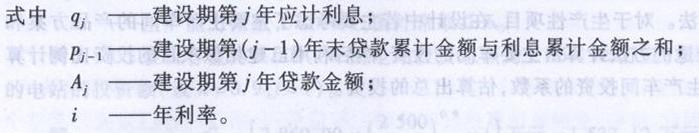 式中 qj ——建设期第j年应计利息；
pj-1 ——建设期第(j-1)年末贷款累计金额与利息累计金额之和；
Aj ——建设期第j年贷款金额；
i ——年利率。